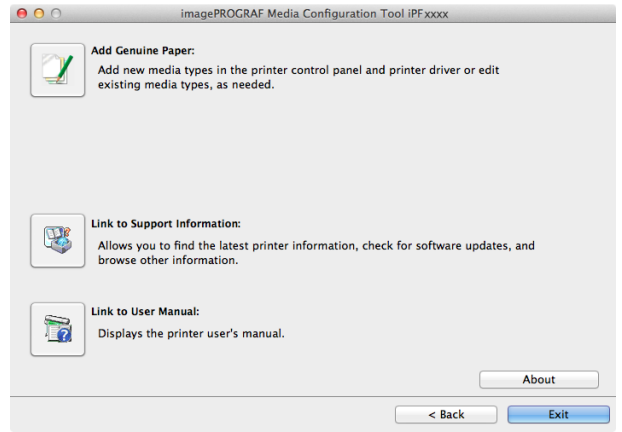 imagePROGRAF Media Configuration Tool iPFxxxx
Add Genuine Paper:
Add new media types in the printer control panel and printer driver or edit
existing media types, as needed.
Link to Support Information:
Allows you to find the latest printer information, check for software updates, and
browse other information.
Link to User Manual:
Displays the printer user's manual.
About
< Back
Exit